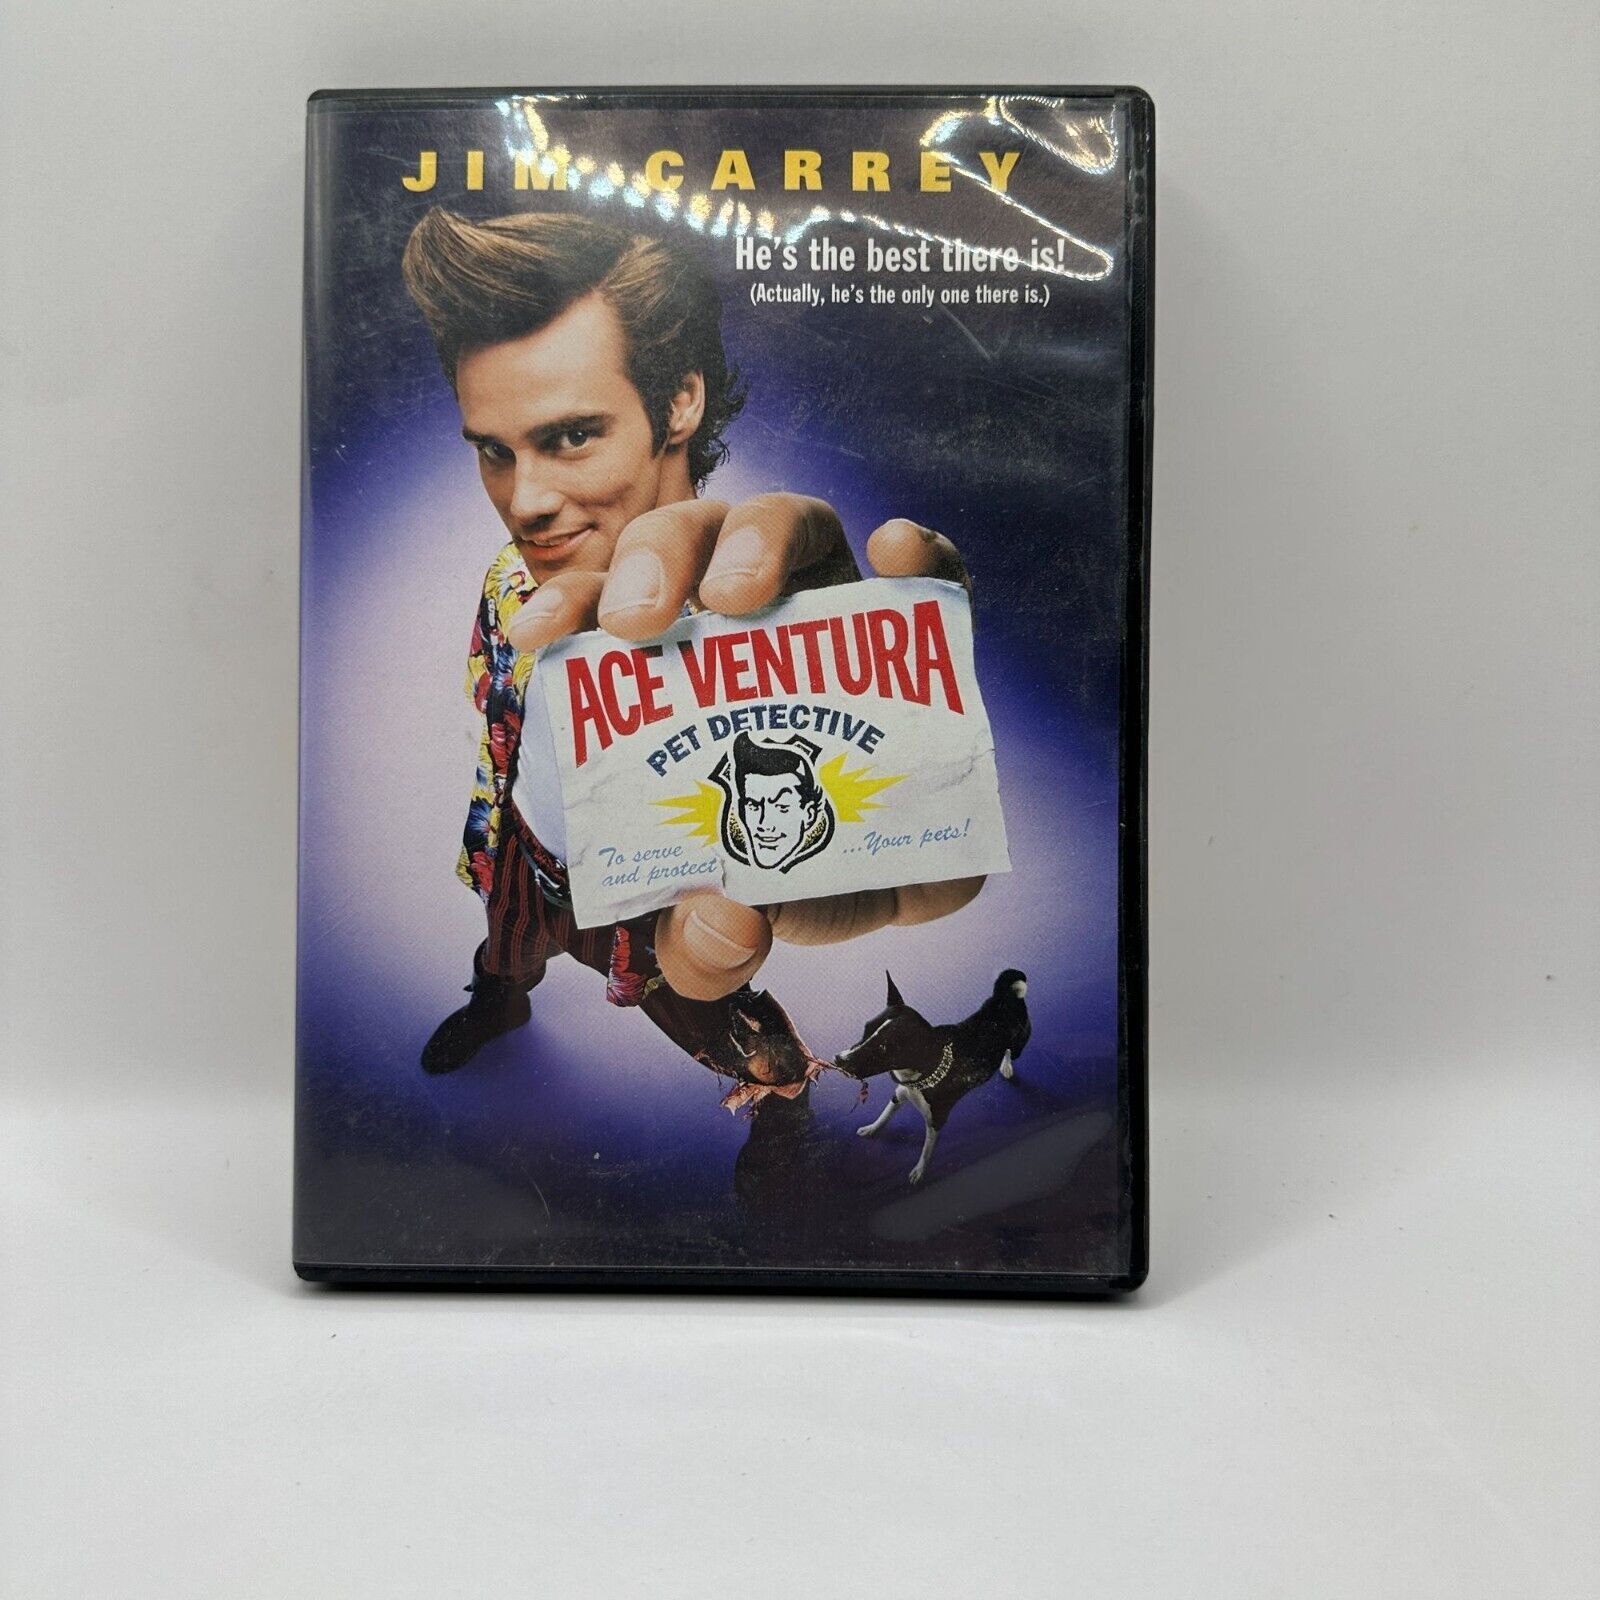 JIM CARREY
He's the best there is!
(Actually, he's the only one there is.)
ACE VENTURA
PET DETECTIVE
To serve
and protect
...Your pets!